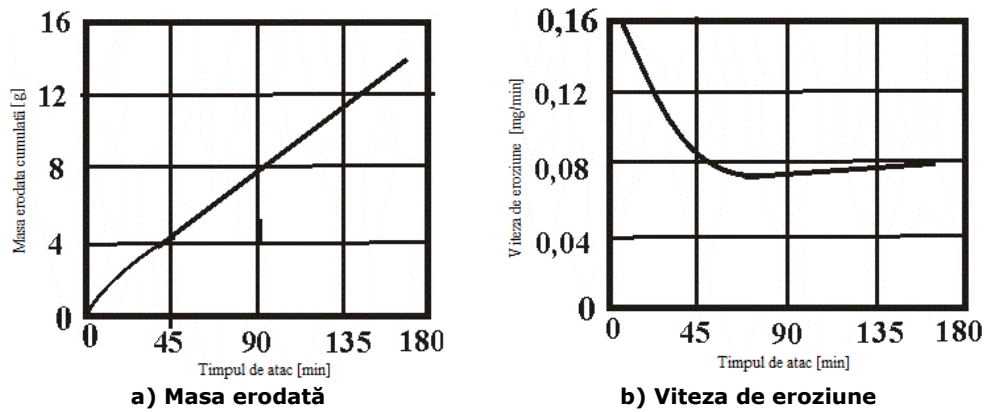 16
12
8
4
0
Masa erodata cumulată [g]
0 45 90 135 180
Timpul de atac [min]
a) Masa erodată
0,16
0,12
0,08
0,04
0
Viteza de eroziune [mg/min]
0 45 90 135 180
Timpul de atac [min]
b) Viteza de eroziune